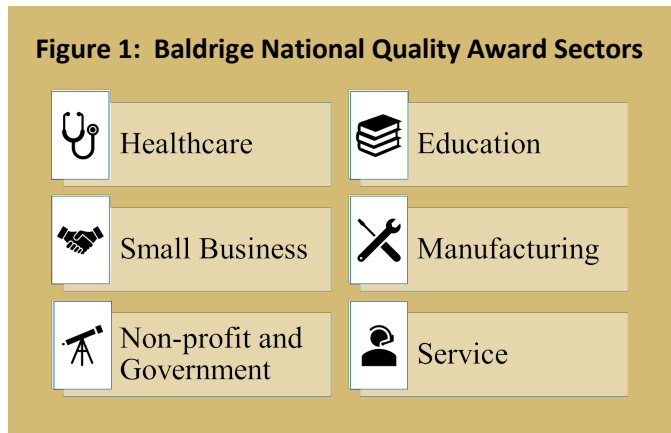 Figure 1: Baldrige National Quality Award Sectors
Healthcare
Education
Small Business
Manufacturing
Non-profit and
Government
Service